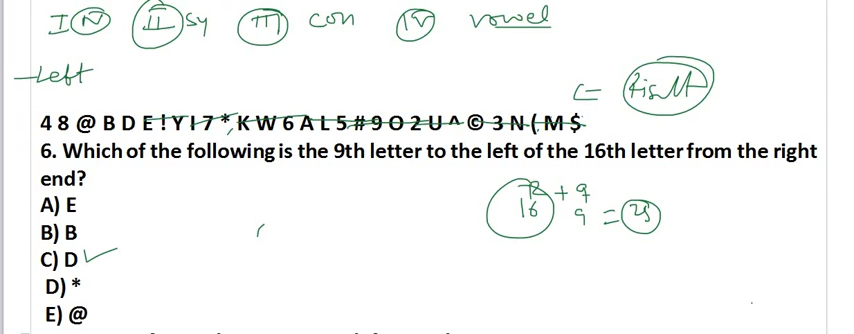 I N II sy III con IV vowel
Left
= Right
4 8 @ B D E ! Y I 7 * K W 6 A L 5 # 9 O 2 U ^ © 3 N ( M $
6. Which of the following is the 9th letter to the left of the 16th letter from the right
end?
A) E
B) B
C) D
D) *
E) @
+ 9
16 9 = 25